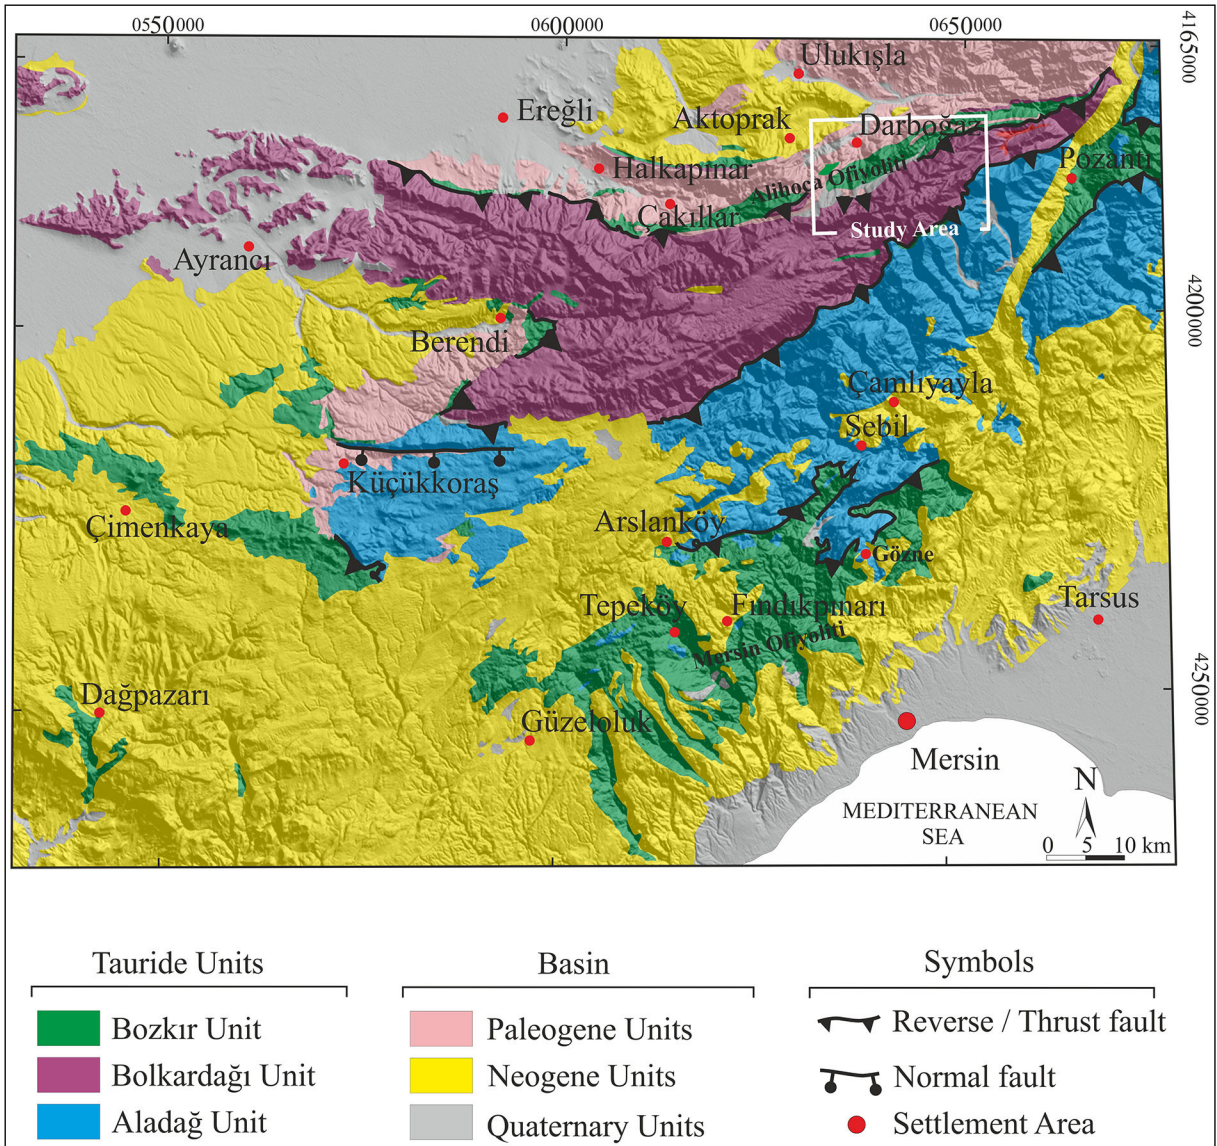 0550000
0600000
0650000
4165000
Ulukışla
Ereğli
Aktoprak
Darboğaz
Halkapınar
Pozantı
Alihoca Ofiyoliti
Çakıllar
Study Area
Ayrancı
4200000
Berendi
Çamlıyayla
Sebil
Küçükkoraş
Çimenkaya
Arslanköy
Gözne
Tepeköy
Fındıkpınarı
Tarsus
Mersin Ofiyoliti
4250000
Dağpazarı
Güzeloluk
Mersin
N
MEDITERRANEAN
SEA
0 5 10 km
Tauride Units
Basin
Symbols
Bozkır Unit
Paleogene Units
Reverse / Thrust fault
Bolkardağı Unit
Neogene Units
Normal fault
Aladağ Unit
Quaternary Units
Settlement Area